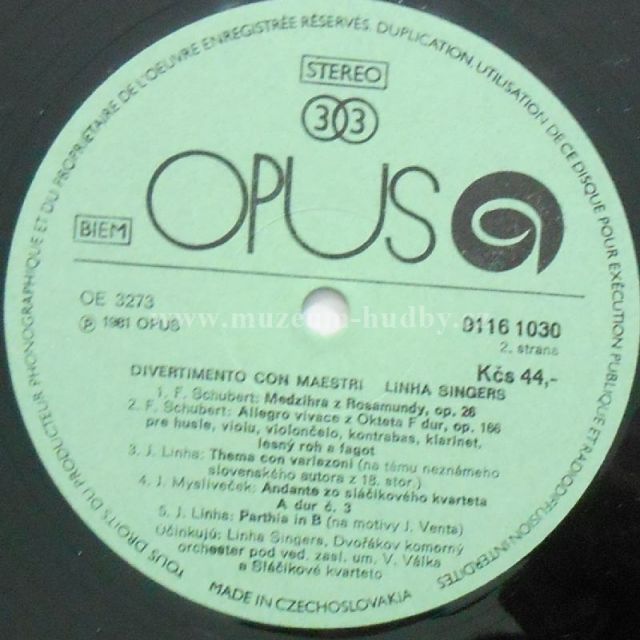 TOUS DROITS DU PRODUCTEUR PHONOGRAPHIQUE ET DU PROPRIÉTAIRE DE L'OEUVRE ENREGISTRÉE RÉSERVÉS. DUPLICATION, UTILISATION DE CE DISQUE POUR EXÉCUTION PUBLIQUE ET RADIODIFFUSION INTERDITES
STEREO
33
OPUS
BIEM
OE 3273
Ⓟ 1981 OPUS
9116 1030
2. strana
Kčs 44,-
www.muzeum-hudby.cz
DIVERTIMENTO CON MAESTRI LINHA SINGERS
1. F. Schubert: Medzihra z Rosamundy, op. 26
2. F. Schubert: Allegro vivace z Okteta F dur, op. 166
pre husle, violu, violončelo, kontrabas, klarinet,
lesný roh a fagot
3. J. Linha: Thema con variazoni (na tému neznámeho
slovenského autora z 18. stor.)
4. J. Mysliveček: Andante zo sláčikového kvarteta
A dur č. 3
5. J. Linha: Parthia in B (na motívy J. Venta)
Účinkujú: Linha Singers, Dvořákov komorný
orchester pod ved. zasl. um. V. Válka
a Sláčikové kvarteto
MADE IN CZECHOSLOVAKIA